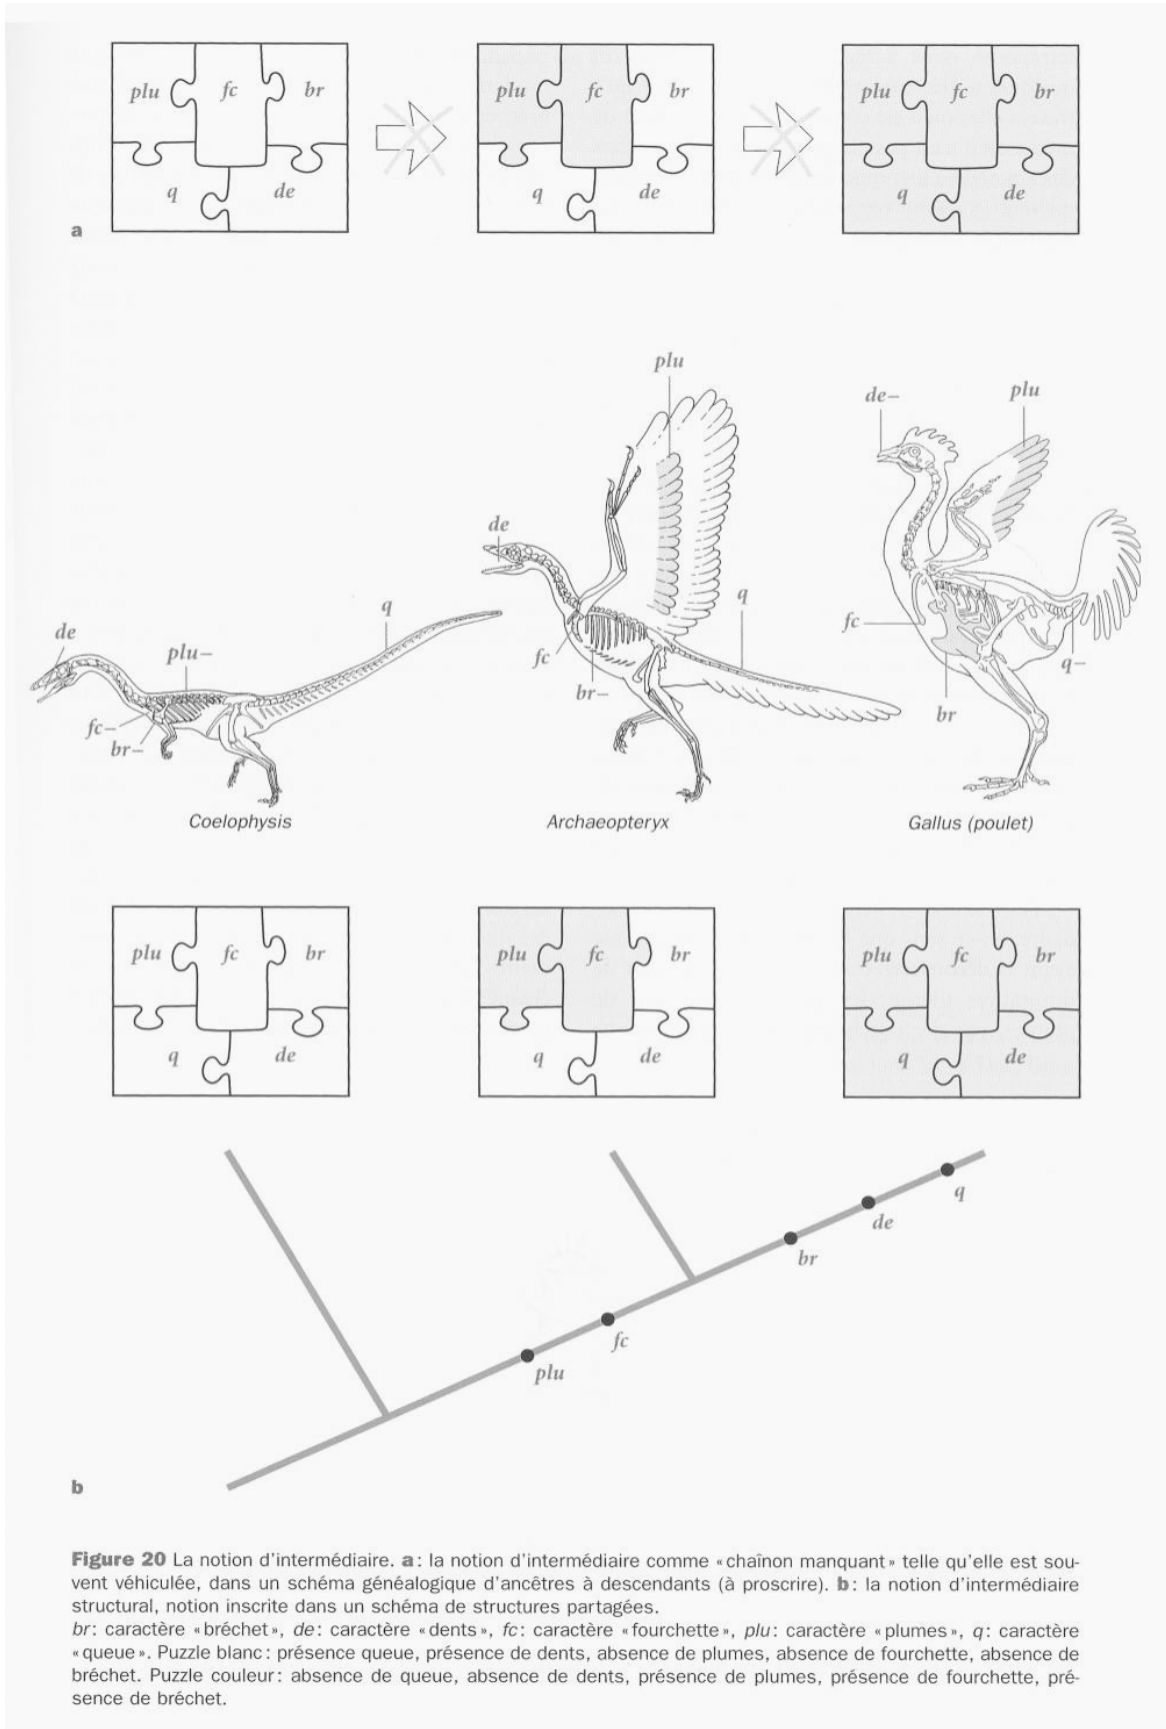 plu fc br
q de
plu fc br
q de
plu fc br
q de
a
plu
de
q
fc
br–
de
plu–
q
fc–
br–
de–
plu
fc
br
q–
Coelophysis
Archaeopteryx
Gallus (poulet)
plu fc br
q de
plu fc br
q de
plu fc br
q de
q
de
br
fc
plu
b
Figure 20 La notion d'intermédiaire. a : la notion d'intermédiaire comme « chaînon manquant » telle qu'elle est sou-
vent véhiculée, dans un schéma généalogique d'ancêtres à descendants (à proscrire). b : la notion d'intermédiaire
structural, notion inscrite dans un schéma de structures partagées.
br : caractère « bréchet », de : caractère « dents », fc : caractère « fourchette », plu : caractère « plumes », q : caractère
« queue ». Puzzle blanc : présence queue, présence de dents, absence de plumes, absence de fourchette, absence de
bréchet. Puzzle couleur : absence de queue, absence de dents, présence de plumes, présence de fourchette, pré-
sence de bréchet.